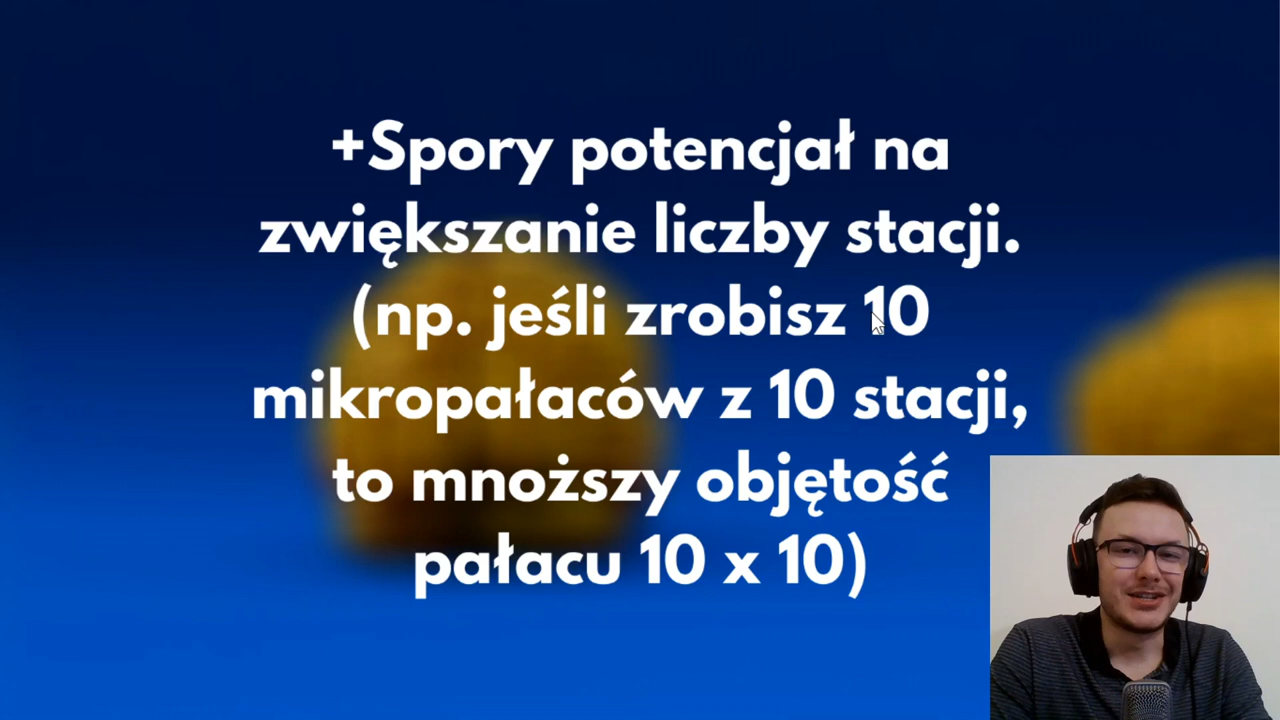 +Spory potencjał na
zwiększanie liczby stacji.
(np. jeśli zrobisz 10
mikropałaców z 10 stacji,
to mnoższy objętość
pałacu 10 x 10)